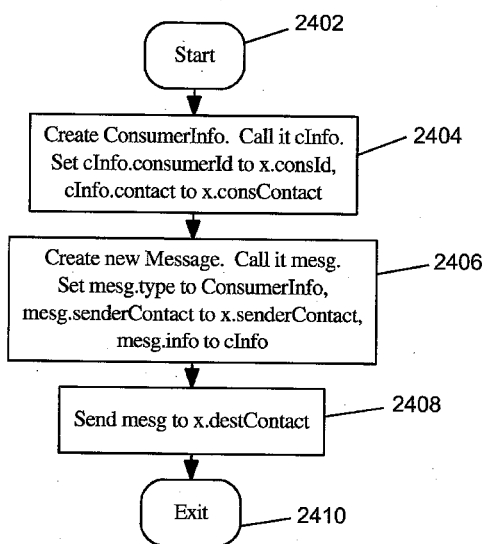 2402
Start
Create ConsumerInfo. Call it cInfo.
Set cInfo.consumerId to x.consId,
cInfo.contact to x.consContact
2404
Create new Message. Call it mesg.
Set mesg.type to ConsumerInfo,
mesg.senderContact to x.senderContact,
mesg.info to cInfo
2406
Send mesg to x.destContact
2408
Exit
2410